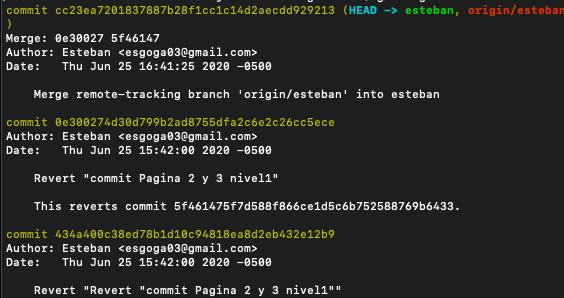 commit cc23ea7201837887b28f1cc1c14d2aecdd929213 (HEAD -> esteban, origin/esteban
)
Merge: 0e30027 5f46147
Author: Esteban <esgoga03@gmail.com>
Date:   Thu Jun 25 16:41:25 2020 -0500
    Merge remote-tracking branch 'origin/esteban' into esteban
commit 0e300274d30d799b2ad8755dfa2c6e2c26cc5ece
Author: Esteban <esgoga03@gmail.com>
Date:   Thu Jun 25 15:42:00 2020 -0500
    Revert "commit Pagina 2 y 3 nivel1"
    This reverts commit 5f461475f7d588f866ce1d5c6b752588769b6433.
commit 434a400c38ed78b1d10c94818ea8d2eb432e12b9
Author: Esteban <esgoga03@gmail.com>
Date:   Thu Jun 25 15:42:00 2020 -0500
    Revert "Revert "commit Pagina 2 y 3 nivel1""